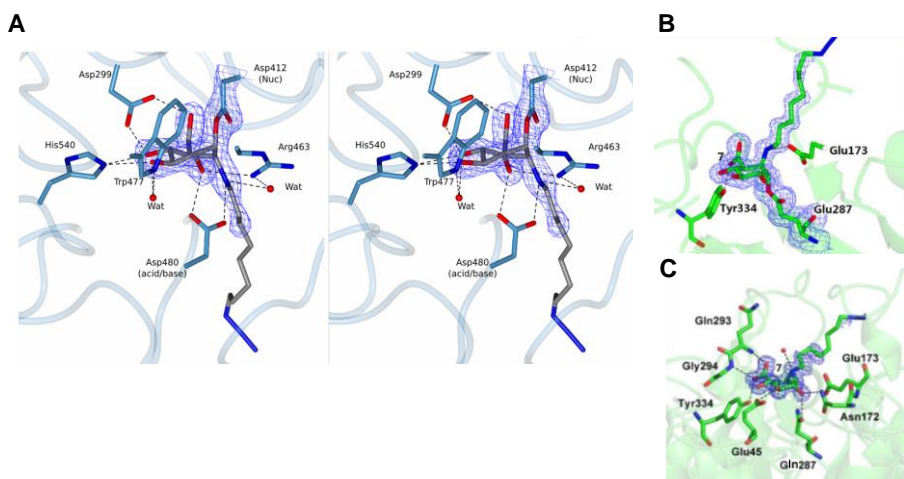 A
Asp299
Asp412
(Nuc)
His540
Arg463
Trp477
Wat
Wat
Asp480
(acid/base)
Asp299
Asp412
(Nuc)
His540
Arg463
Trp477
Wat
Wat
Asp480
(acid/base)
B
7
Glu173
Tyr334
Glu287
C
Gln293
Gly294
7
Glu173
Tyr334
Asn172
Glu45
Gln287